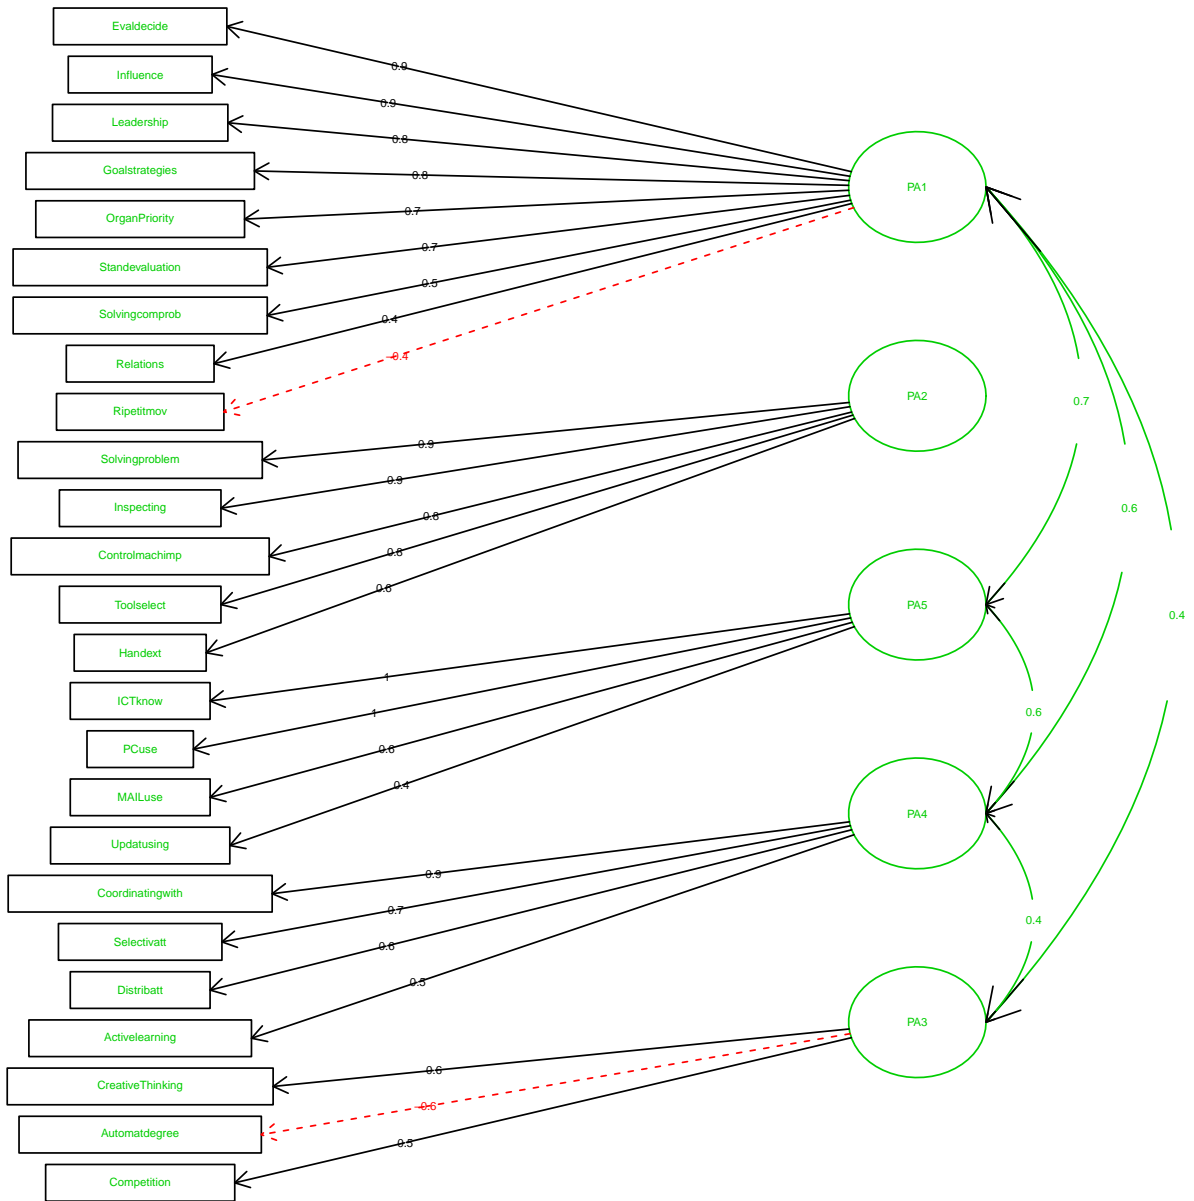 Evaldecide
Influence
Leadership
Goalstrategies
OrganPriority
Standevaluation
Solvingcomprob
Relations
Ripetitmov
Solvingproblem
Inspecting
Controlmachimp
Toolselect
Handext
ICTknow
PCuse
MAILuse
Updatusing
Coordinatingwith
Selectivatt
Distribatt
Activelearning
CreativeThinking
Automatdegree
Competition
0.9
0.9
0.8
0.8
0.7
0.7
0.5
0.4
−0.4
0.9
0.9
0.8
0.8
0.6
1
1
0.6
0.4
0.9
0.7
0.6
0.5
0.6
−0.6
0.5
PA1
PA2
PA5
PA4
PA3
0.7
0.6
0.4
0.6
0.4